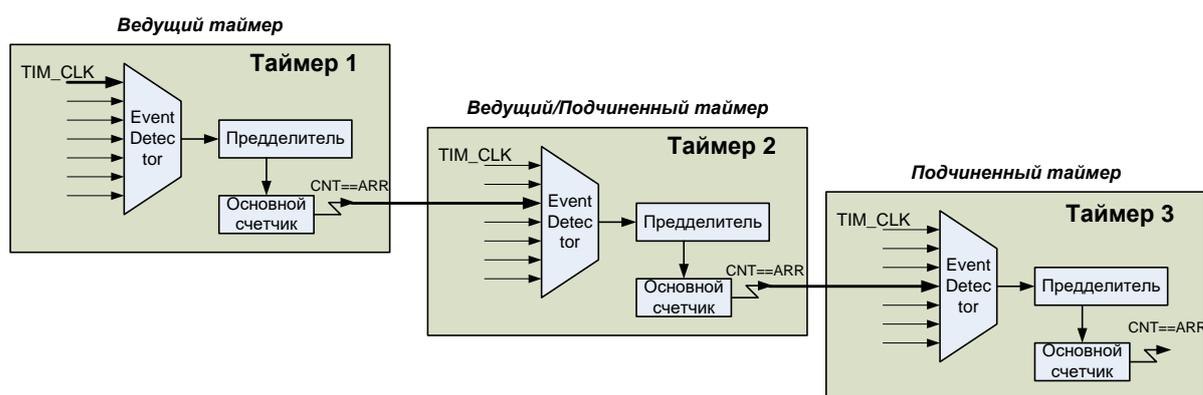 Ведущий таймер
Таймер 1
TIM_CLK
Event
Detec
tor
Предделитель
Основной
счетчик
CNT==ARR
Ведущий/Подчиненный таймер
Таймер 2
TIM_CLK
Event
Detec
tor
Предделитель
Основной
счетчик
CNT==ARR
Подчиненный таймер
Таймер 3
TIM_CLK
Event
Detec
tor
Предделитель
Основной
счетчик
CNT==ARR